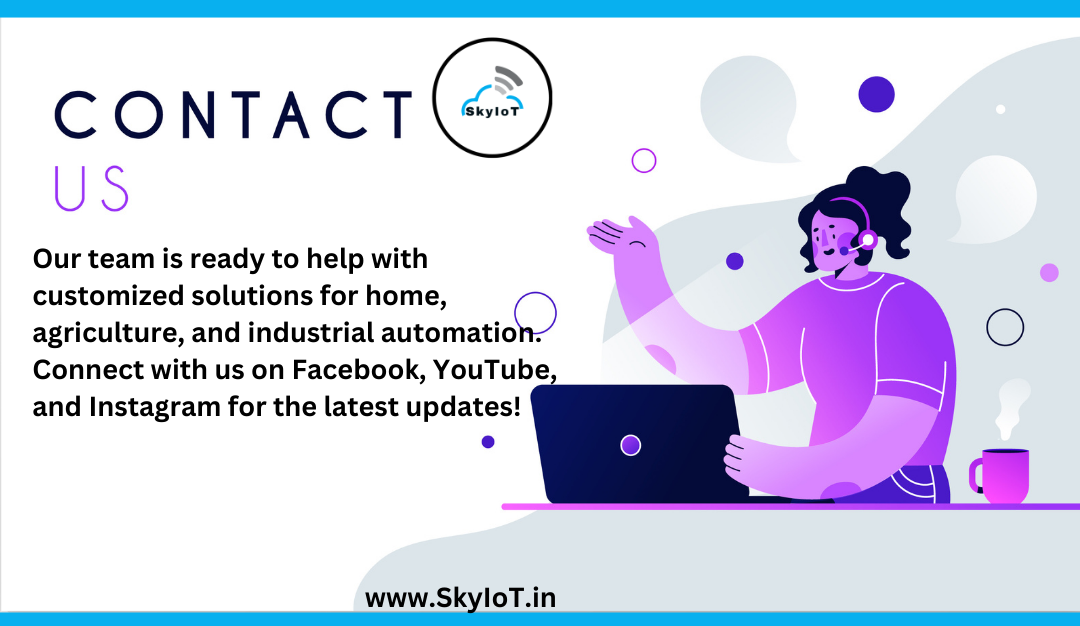 CONTACT
SkyIoT
US
Our team is ready to help with
customized solutions for home,
agriculture, and industrial automation.
Connect with us on Facebook, YouTube,
and Instagram for the latest updates!
www.SkyIoT.in